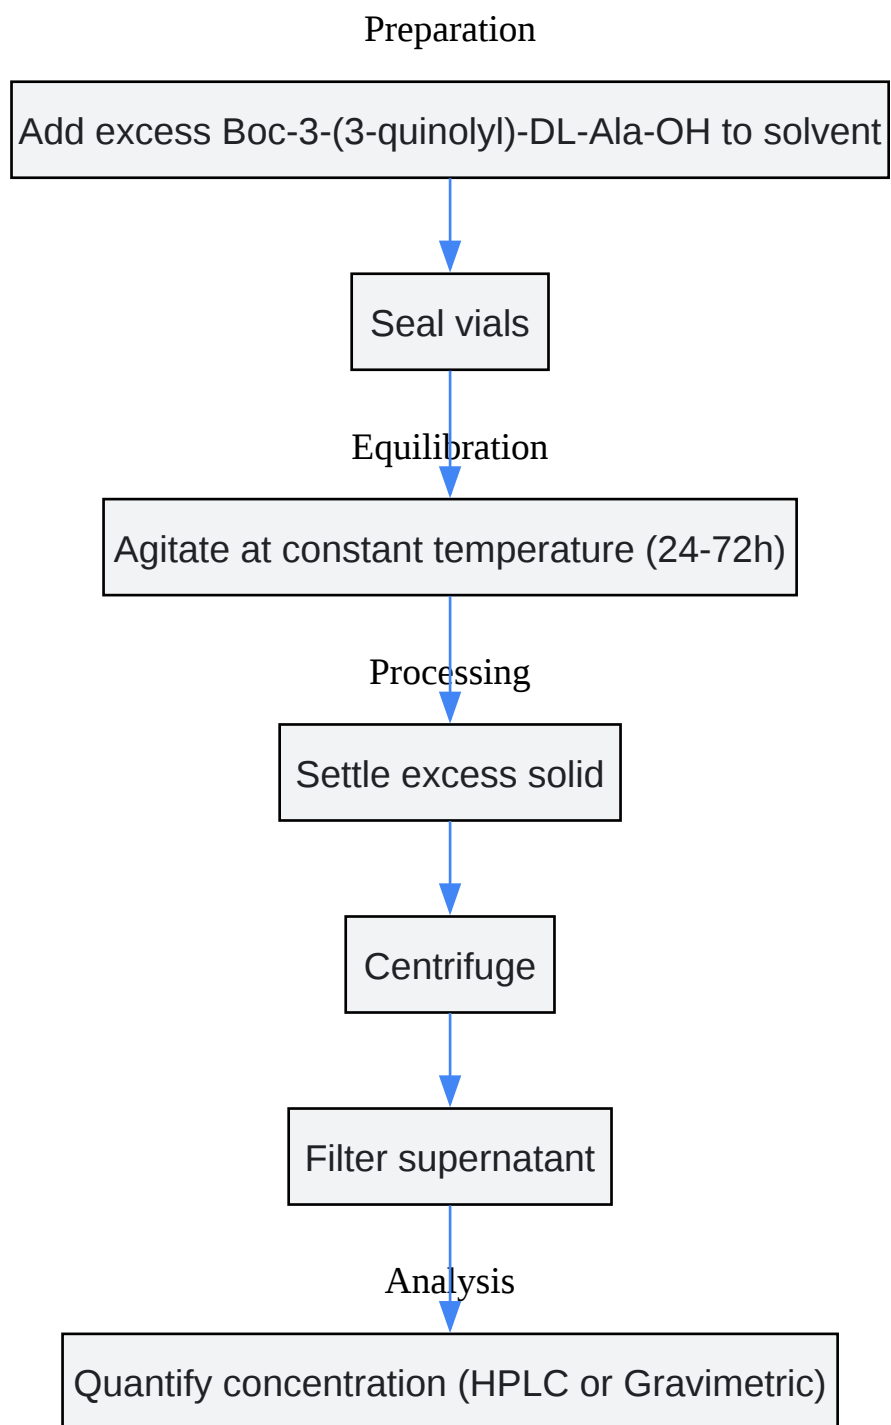 Preparation
Add excess Boc-3-(3-quinolyl)-DL-Ala-OH to solvent
Seal vials
Equilibration
Agitate at constant temperature (24-72h)
Processing
Settle excess solid
Centrifuge
Filter supernatant
Analysis
Quantify concentration (HPLC or Gravimetric)